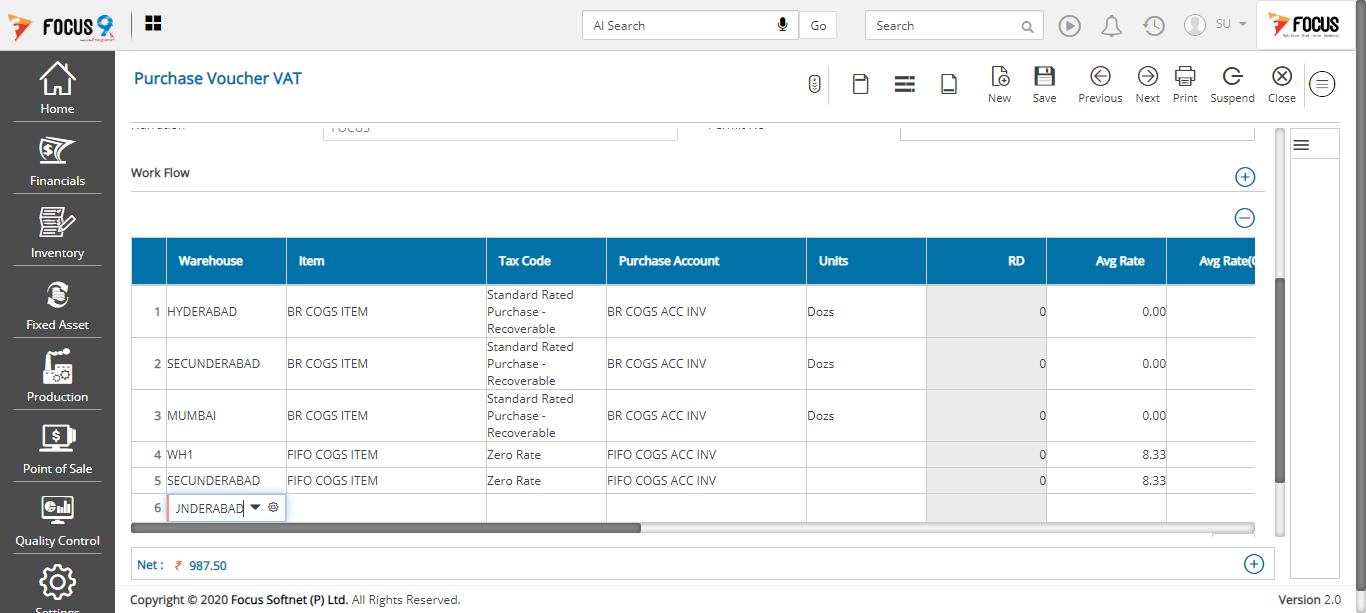 FOCUS 9
AI Search
Go
Search
SU
FOCUS
Home
Financials
Inventory
Fixed Asset
Production
Point of Sale
Quality Control
Settings
Purchase Voucher VAT
New
Save
Previous
Next
Print
Suspend
Close
Narration FOCUS Permit No
Work Flow
Warehouse Item Tax Code Purchase Account Units RD Avg Rate Avg Rate(
1 HYDERABAD BR COGS ITEM Standard Rated Purchase - Recoverable BR COGS ACC INV Dozs 0 0.00
2 SECUNDERABAD BR COGS ITEM Standard Rated Purchase - Recoverable BR COGS ACC INV Dozs 0 0.00
3 MUMBAI BR COGS ITEM Standard Rated Purchase - Recoverable BR COGS ACC INV Dozs 0 0.00
4 WH1 FIFO COGS ITEM Zero Rate FIFO COGS ACC INV 0 8.33
5 SECUNDERABAD FIFO COGS ITEM Zero Rate FIFO COGS ACC INV 0 8.33
6 UNDERABAD
Net : ₹ 987.50
Copyright © 2020 Focus Softnet (P) Ltd. All Rights Reserved.
Version 2.0